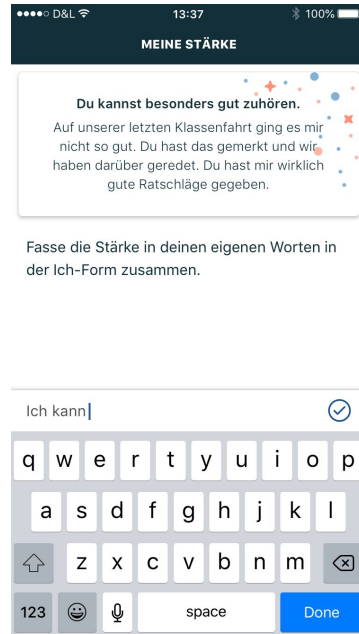 D&L 13:37 100%
MEINE STÄRKE
Du kannst besonders gut zuhören.
Auf unserer letzten Klassenfahrt ging es mir
nicht so gut. Du hast das gemerkt und wir
haben darüber geredet. Du hast mir wirklich
gute Ratschläge gegeben.
Fasse die Stärke in deinen eigenen Worten in
der Ich-Form zusammen.
Ich kann
q w e r t y u i o p
a s d f g h j k l
z x c v b n m
123 space Done